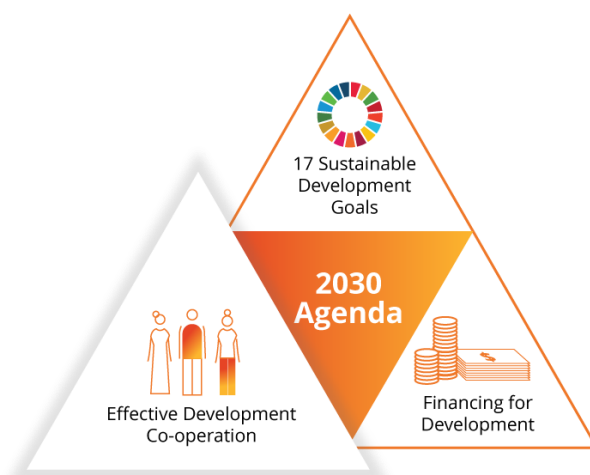 17 Sustainable
Development
Goals
2030
Agenda
Effective Development
Co-operation
$
Financing for
Development